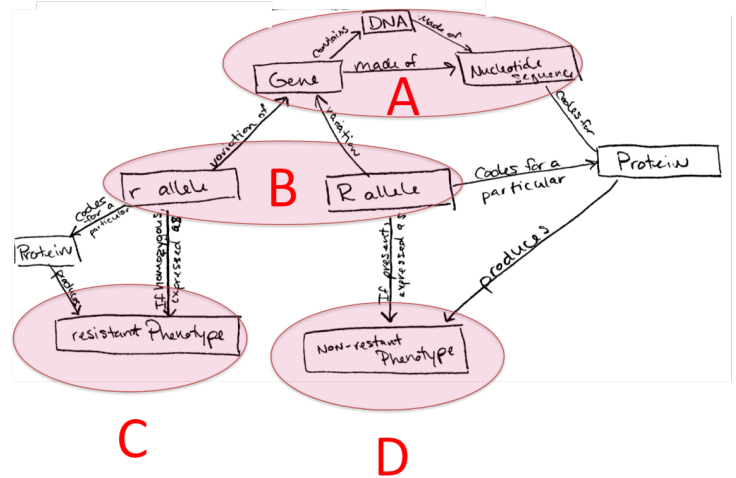 DNA
contains
Made of
Gene
made of
Nucleotide
sequence
A
variation of
variation
Codes for
r allele
B
R allele
Codes for a
particular
Protein
Codes
for a
particular
Protein
produces
If homozygous
expressed as
If present,
expressed as
produces
resistant Phenotype
Non-restant
Phenotype
C
D